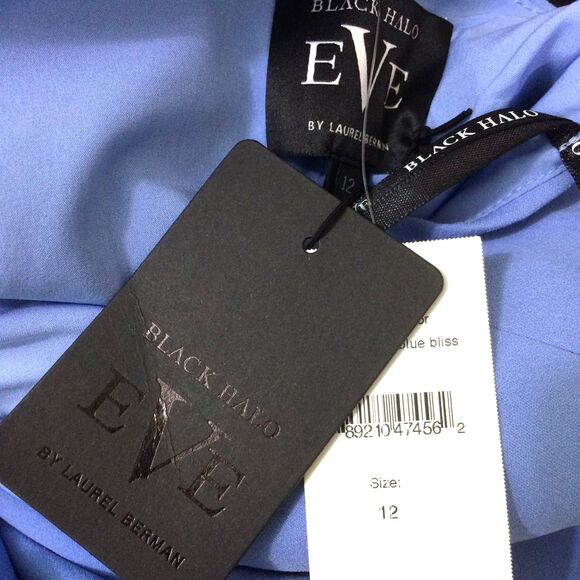 BLACK HALO
EVE
BY LAUREL BERMAN
12
BLACK HALO
BLACK HALO
EVE
BY LAUREL BERMAN
blue bliss
89210 47456 2
Size:
12